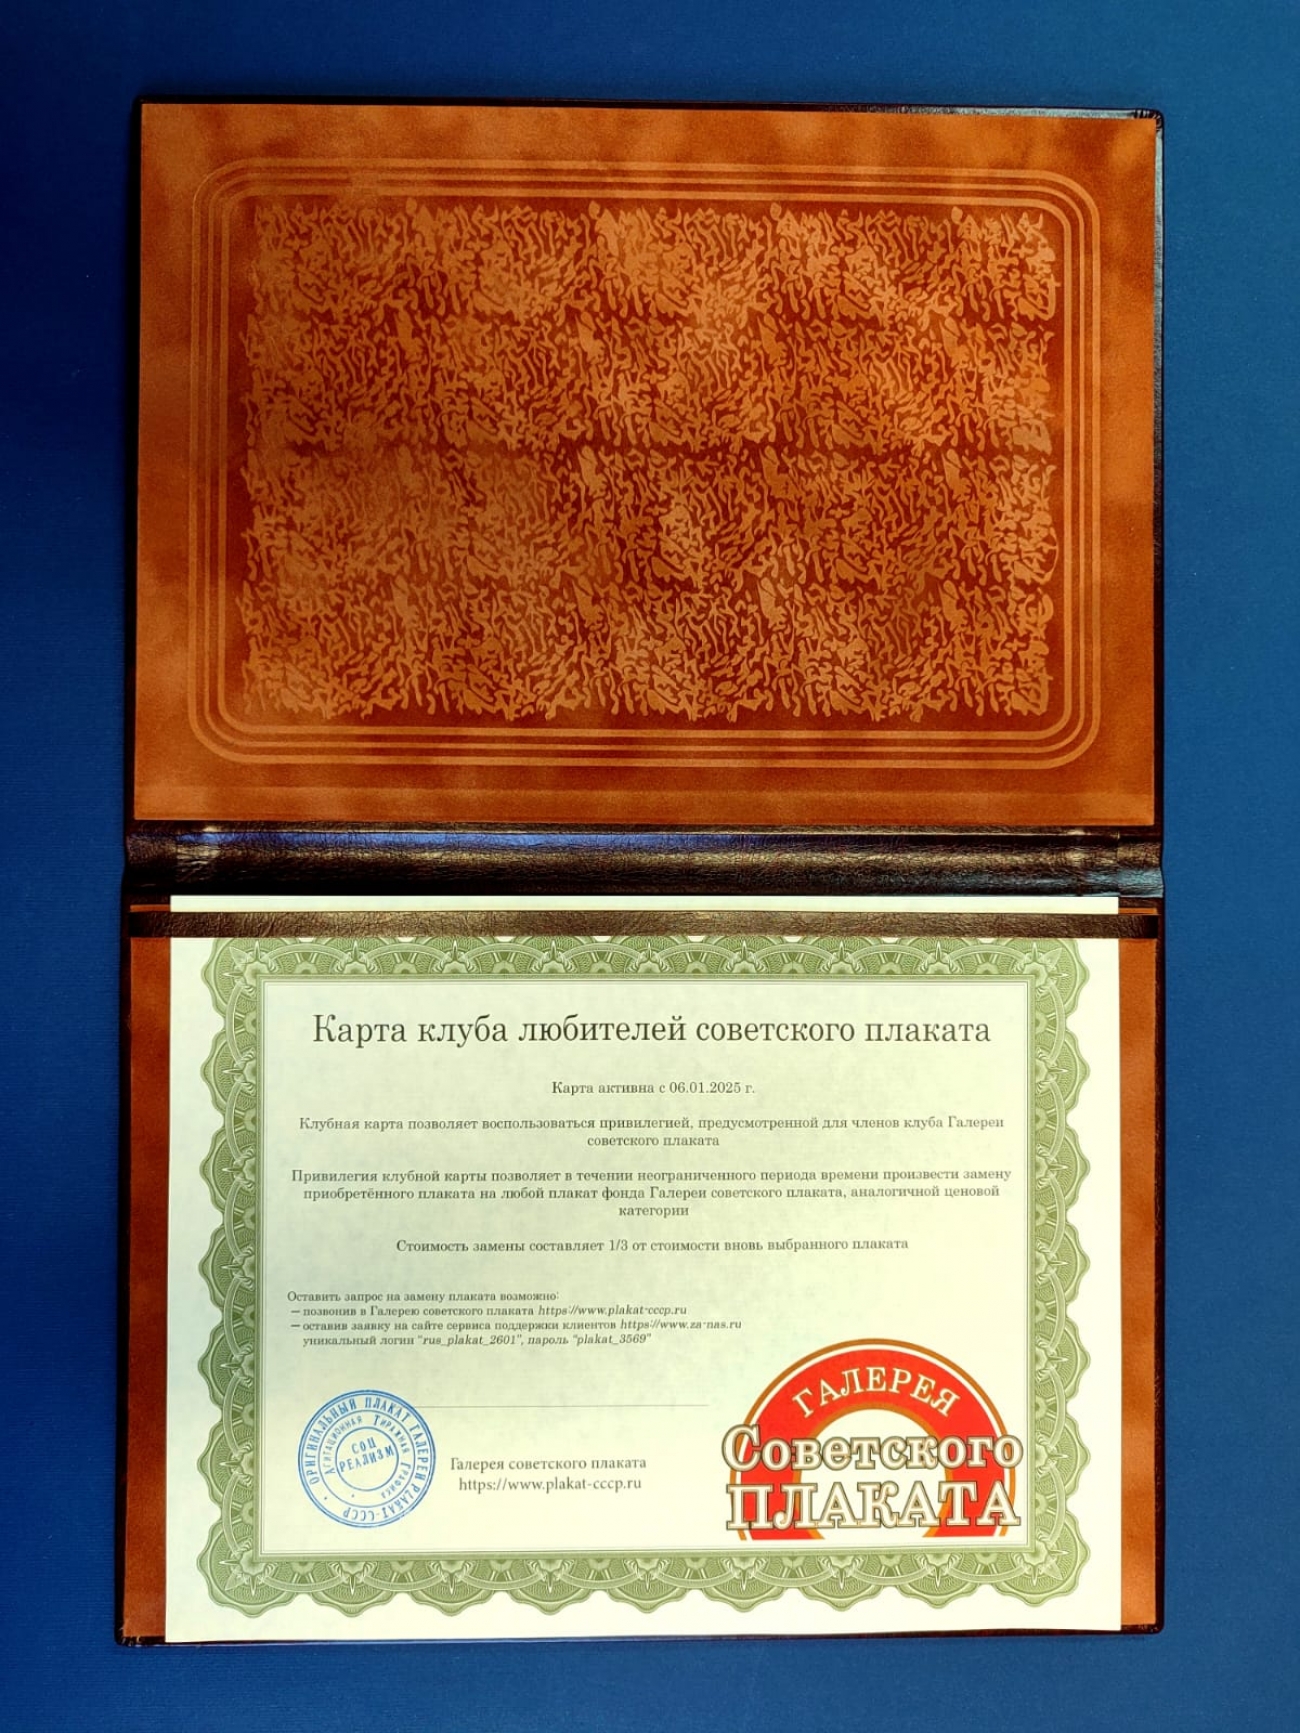 Карта клуба любителей советского плаката
Карта активна с 06.01.2025 г.
Клубная карта позволяет воспользоваться привилегией, предусмотренной для членов клуба Галереи
советского плаката
Привилегия клубной карты позволяет в течении неограниченного периода времени произвести замену
приобретённого плаката на любой плакат фонда Галереи советского плаката, аналогичной ценовой
категории
Стоимость замены составляет 1/3 от стоимости вновь выбранного плаката
Оставить запрос на замену плаката возможно:
— позвонив в Галерею советского плаката https://www.plakat-cccp.ru
— оставив заявку на сайте сервиса поддержки клиентов https://www.za-nas.ru
уникальный логин "rus_plakat_2601", пароль "plakat_3569"
ОРИГИНАЛЬНЫЙ ПЛАКАТ ГАЛЕРЕИ PLAKAT-CCCP
Агитационная Тиражная Графика
СОЦ
РЕАЛИЗМ
Галерея советского плаката
https://www.plakat-cccp.ru
ГАЛЕРЕЯ
Советского
ПЛАКАТА